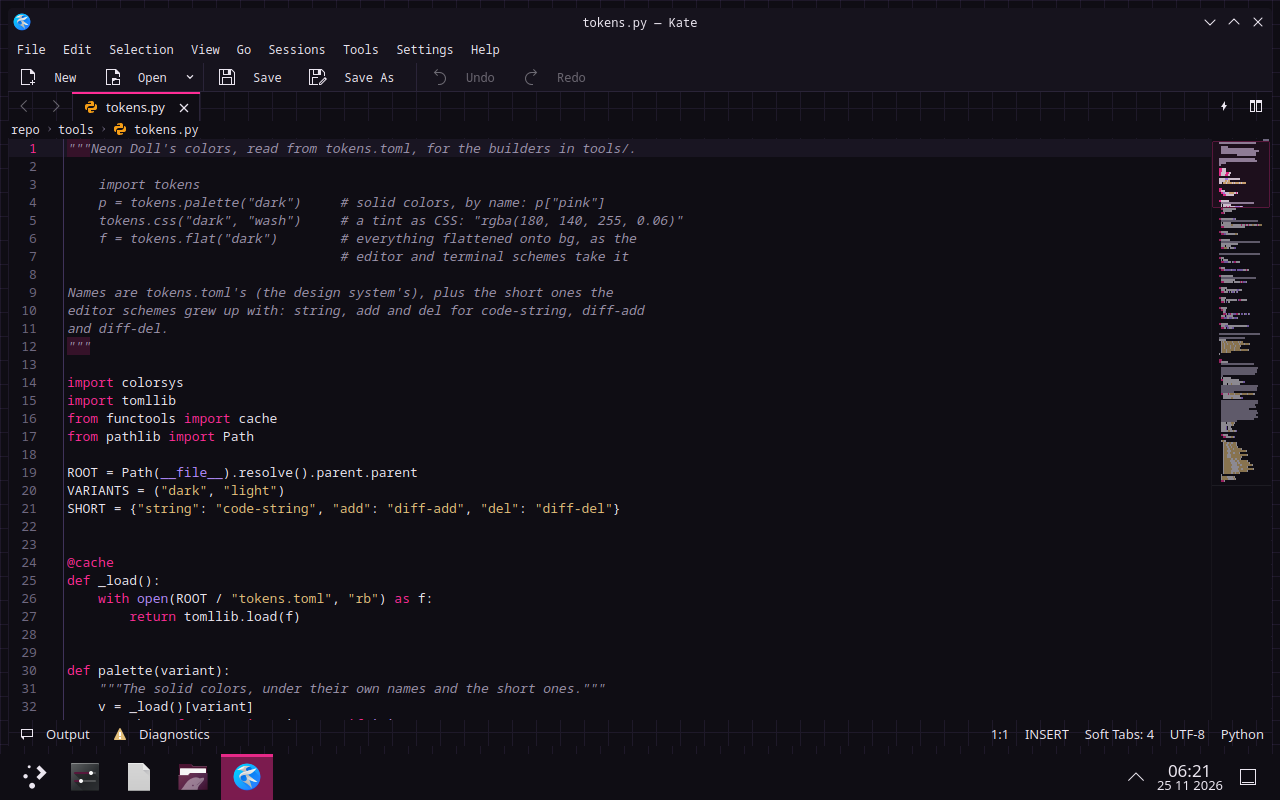 tokens.py — Kate
File Edit Selection View Go Sessions Tools Settings Help
New Open Save Save As Undo Redo
tokens.py
repo › tools › tokens.py
1 """Neon Doll's colors, read from tokens.toml, for the builders in tools/.
2
3     import tokens
4     p = tokens.palette("dark")     # solid colors, by name: p["pink"]
5     tokens.css("dark", "wash")     # a tint as CSS: "rgba(180, 140, 255, 0.06)"
6     f = tokens.flat("dark")        # everything flattened onto bg, as the
7                                    # editor and terminal schemes take it
8
9 Names are tokens.toml's (the design system's), plus the short ones the
10 editor schemes grew up with: string, add and del for code-string, diff-add
11 and diff-del.
12 """
13
14 import colorsys
15 import tomllib
16 from functools import cache
17 from pathlib import Path
18
19 ROOT = Path(__file__).resolve().parent.parent
20 VARIANTS = ("dark", "light")
21 SHORT = {"string": "code-string", "add": "diff-add", "del": "diff-del"}
22
23
24 @cache
25 def _load():
26     with open(ROOT / "tokens.toml", "rb") as f:
27         return tomllib.load(f)
28
29
30 def palette(variant):
31     """The solid colors, under their own names and the short ones."""
32     v = _load()[variant]
Output Diagnostics 1:1 INSERT Soft Tabs: 4 UTF-8 Python
06:21
25 11 2026